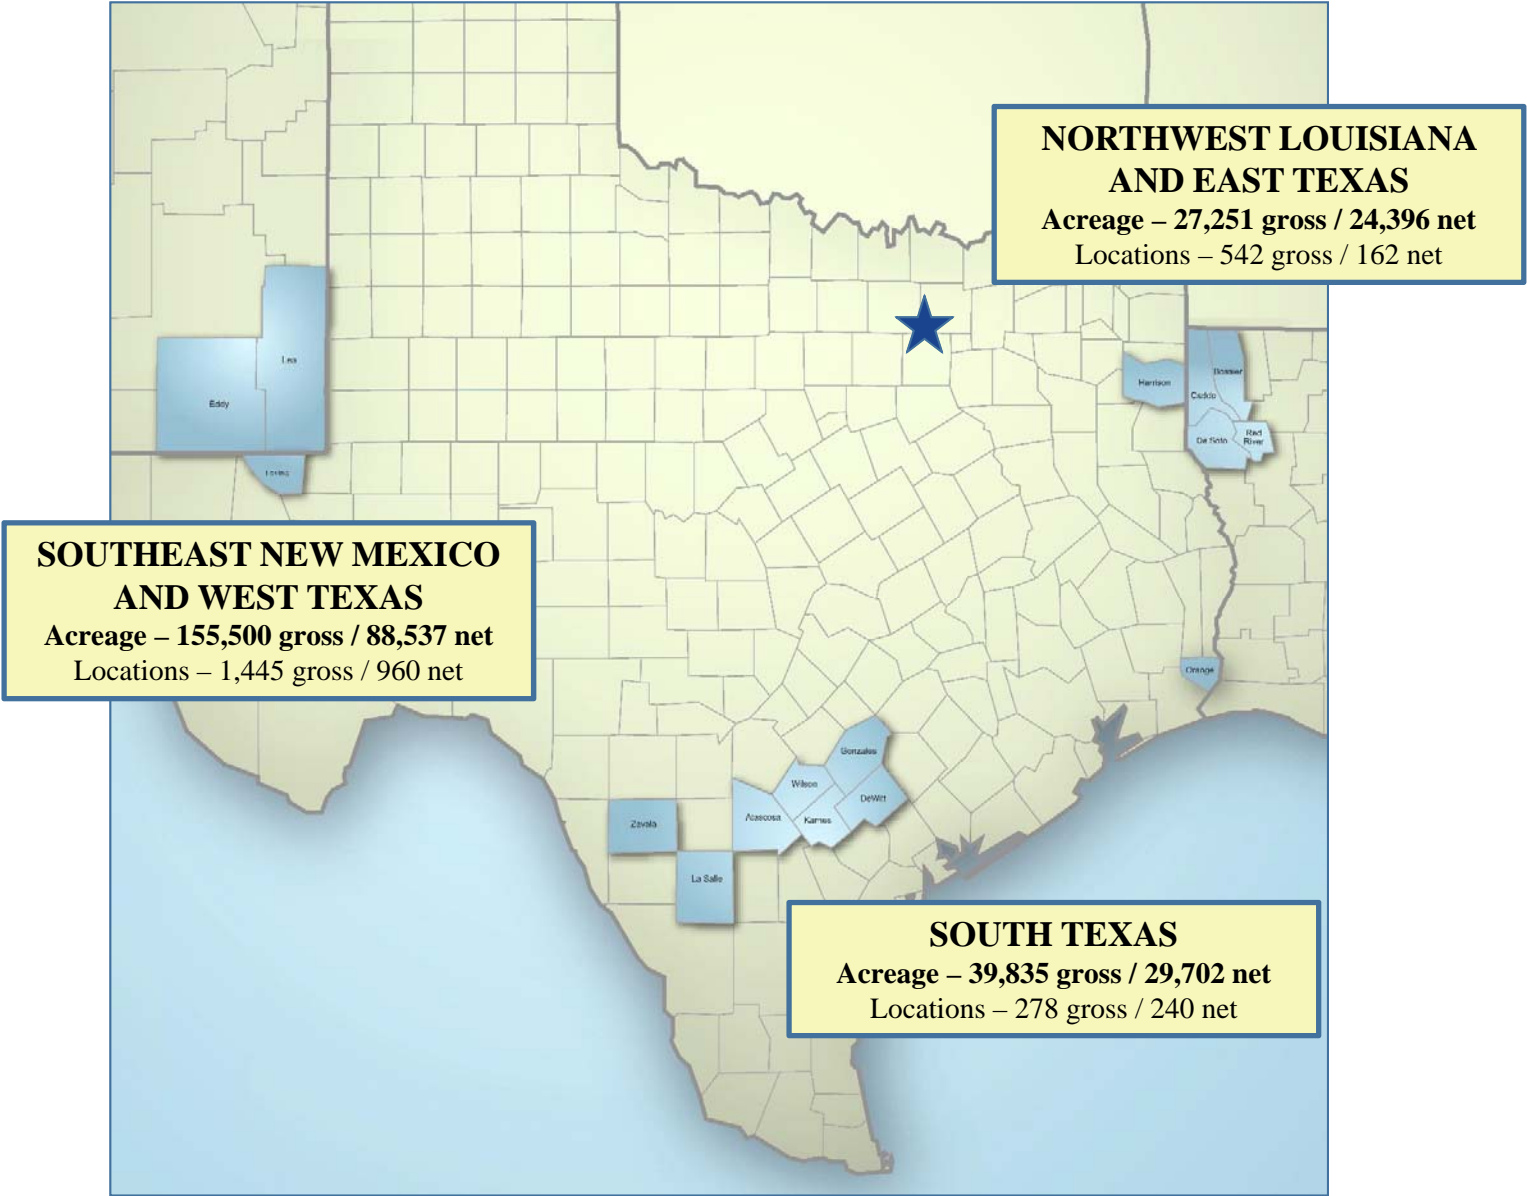 NORTHWEST LOUISIANA
AND EAST TEXAS
Acreage – 27,251 gross / 24,396 net
Locations – 542 gross / 162 net
Lea
Eddy
Loving
Harrison
Bossier
Caddo
De Soto
Red
River
SOUTHEAST NEW MEXICO
AND WEST TEXAS
Acreage – 155,500 gross / 88,537 net
Locations – 1,445 gross / 960 net
Orange
Gonzales
Wilson
DeWitt
Zavala
Atascosa
Karnes
La Salle
SOUTH TEXAS
Acreage – 39,835 gross / 29,702 net
Locations – 278 gross / 240 net